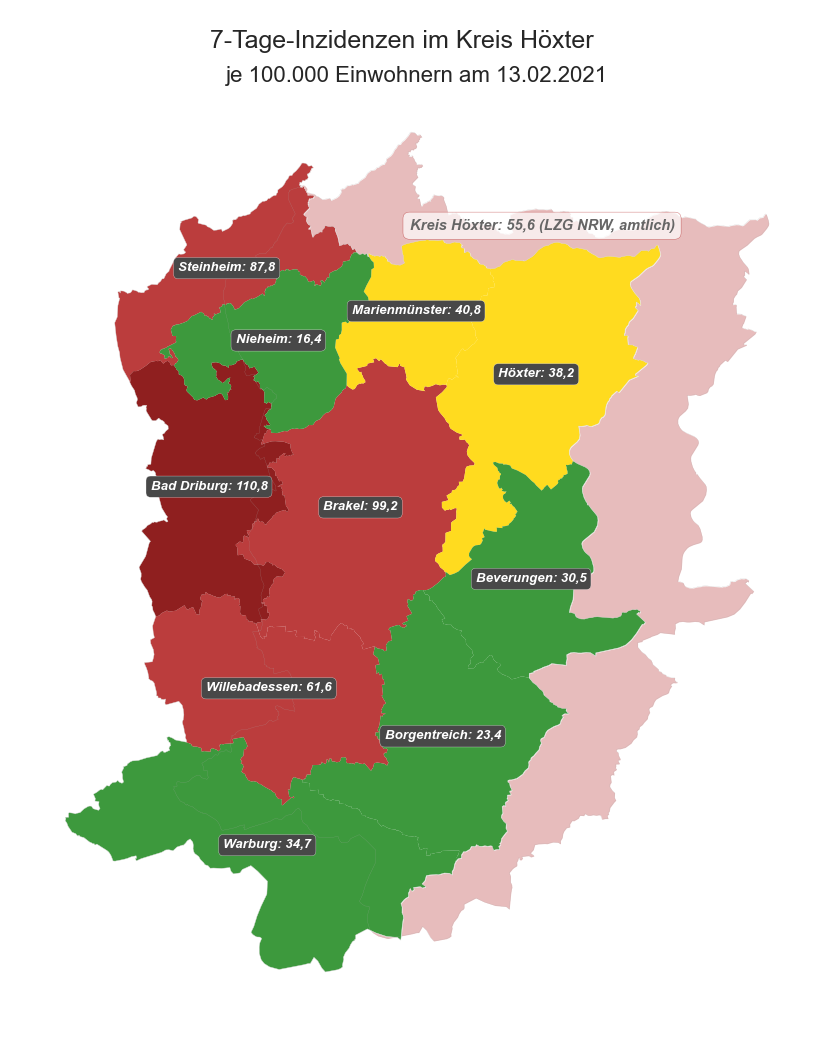 7-Tage-Inzidenzen im Kreis Höxter
je 100.000 Einwohnern am 13.02.2021
Kreis Höxter: 55,6 (LZG NRW, amtlich)
Steinheim: 87,8
Marienmünster: 40,8
Nieheim: 16,4
Höxter: 38,2
Bad Driburg: 110,8
Brakel: 99,2
Beverungen: 30,5
Willebadessen: 61,6
Borgentreich: 23,4
Warburg: 34,7